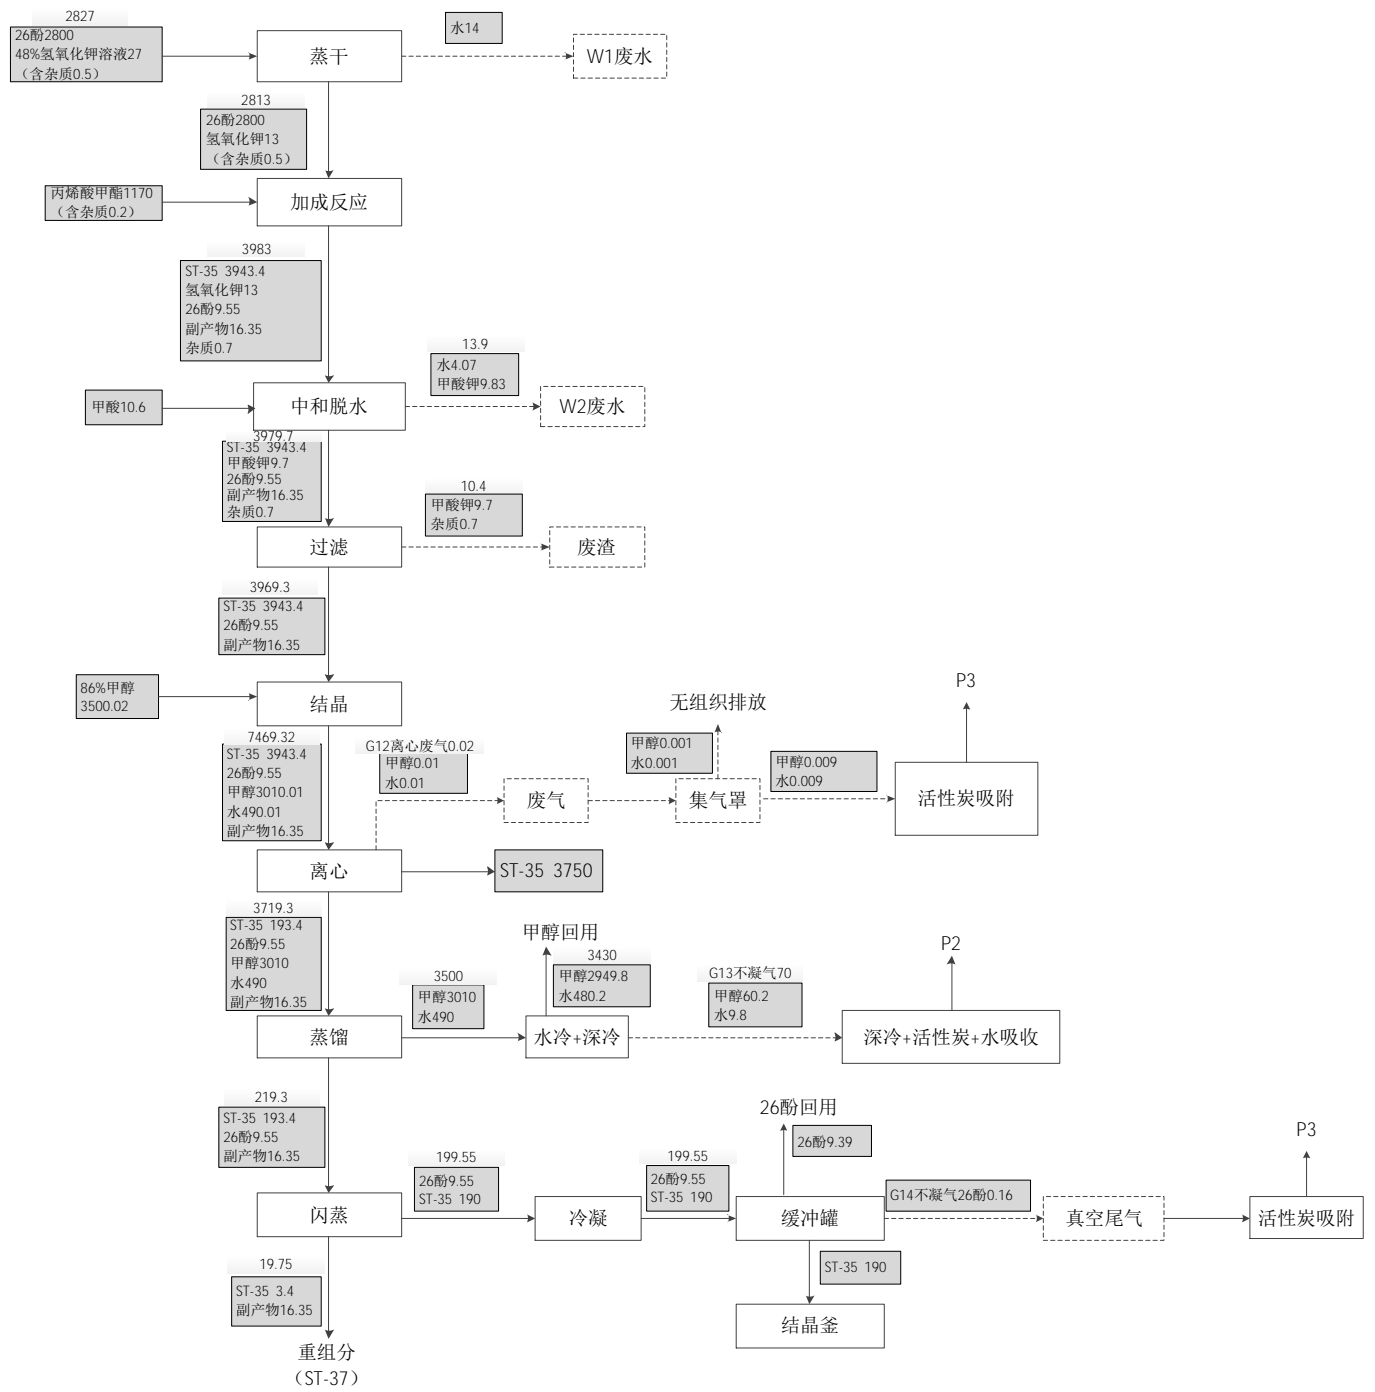 2827
26酚2800
48%氢氧化钾溶液27
（含杂质0.5）
蒸干
水14
W1废水
2813
26酚2800
氢氧化钾13
（含杂质0.5）
丙烯酸甲酯1170
（含杂质0.2）
加成反应
3983
ST-35 3943.4
氢氧化钾13
26酚9.55
副产物16.35
杂质0.7
13.9
水4.07
甲酸钾9.83
甲酸10.6
中和脱水
W2废水
3979.7
ST-35 3943.4
甲酸钾9.7
26酚9.55
副产物16.35
杂质0.7
10.4
甲酸钾9.7
杂质0.7
过滤
废渣
3969.3
ST-35 3943.4
26酚9.55
副产物16.35
86%甲醇
3500.02
结晶
7469.32
ST-35 3943.4
26酚9.55
甲醇3010.01
水490.01
副产物16.35
G12离心废气0.02
甲醇0.01
水0.01
废气
无组织排放
甲醇0.001
水0.001
集气罩
甲醇0.009
水0.009
P3
活性炭吸附
离心
ST-35 3750
3719.3
ST-35 193.4
26酚9.55
甲醇3010
水490
副产物16.35
3500
甲醇3010
水490
甲醇回用
3430
甲醇2949.8
水480.2
G13不凝气70
甲醇60.2
水9.8
P2
蒸馏
水冷+深冷
深冷+活性炭+水吸收
219.3
ST-35 193.4
26酚9.55
副产物16.35
199.55
26酚9.55
ST-35 190
199.55
26酚9.55
ST-35 190
26酚回用
26酚9.39
G14不凝气26酚0.16
P3
闪蒸
冷凝
缓冲罐
真空尾气
活性炭吸附
19.75
ST-35 3.4
副产物16.35
ST-35 190
结晶釜
重组分
（ST-37）